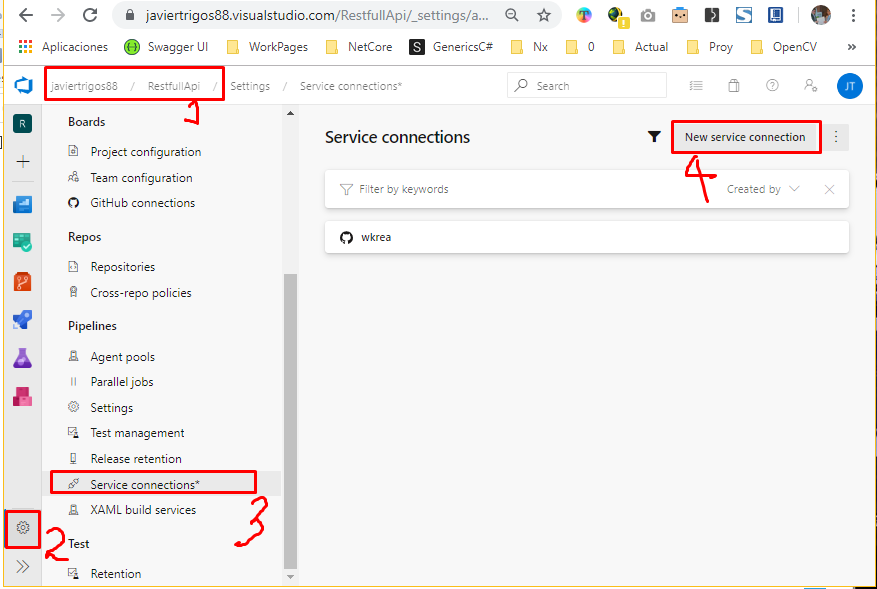 javiertrigos88.visualstudio.com/RestfullApi/_settings/a...
Aplicaciones Swagger UI WorkPages NetCore S GenericsC# Nx 0 Actual Proy OpenCV »
javiertrigos88 / RestfullApi / Settings / Service connections* Search JT
1
R
Boards
Project configuration
Team configuration
GitHub connections
Repos
Repositories
Cross-repo policies
Pipelines
Agent pools
Parallel jobs
Settings
Test management
Release retention
Service connections*
3
XAML build services
2
Test
Retention
Service connections
New service connection
4
Filter by keywords Created by
wkrea